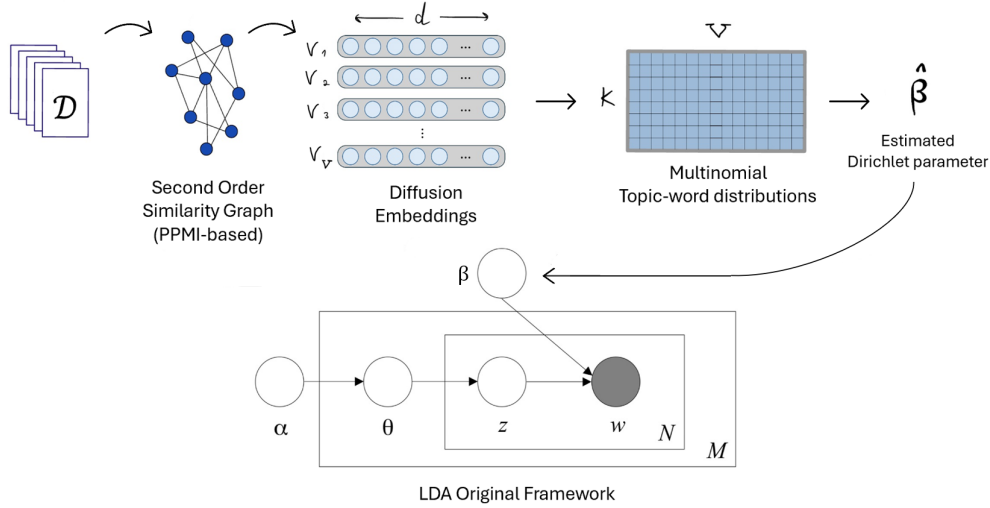 d
V
v₁
v₂
v₃
⋮
v_V
...
...
...
...
K
𝒟
β̂
Estimated
Dirichlet parameter
Second Order
Similarity Graph
(PPMI-based)
Diffusion
Embeddings
Multinomial
Topic-word distributions
β
α
θ
z
w
N
M
LDA Original Framework